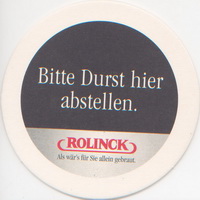 Bitte Durst hier
abstellen.
ROLINCK
Als wär's für Sie allein gebraut.